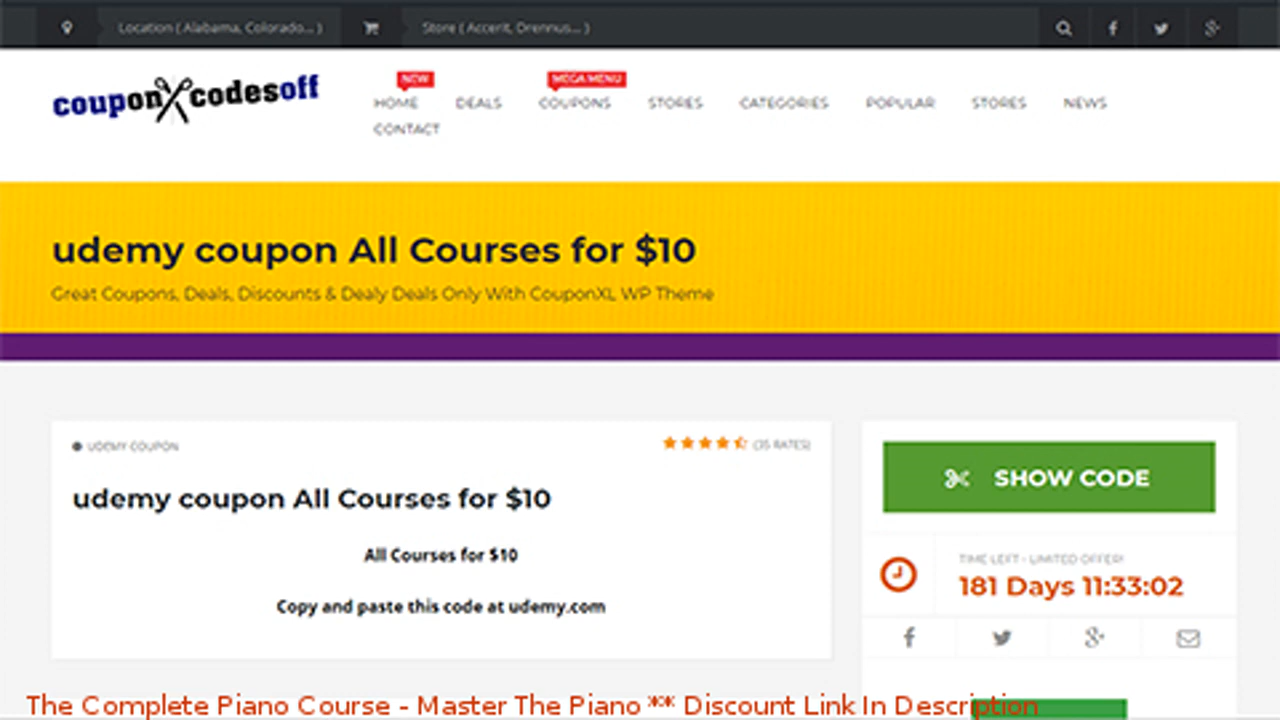 Location ( Alabama, Colorado... )
Store ( Accerit, Drennus... )
couponXcodesoff
NEW
MEGA MENU
HOME DEALS COUPONS STORES CATEGORIES POPULAR STORES NEWS
CONTACT
udemy coupon All Courses for $10
Great Coupons, Deals, Discounts & Dealy Deals Only With CouponXL WP Theme
UDEMY COUPON
(35 RATES)
udemy coupon All Courses for $10
All Courses for $10
Copy and paste this code at udemy.com
SHOW CODE
TIME LEFT - LIMITED OFFER!
181 Days 11:33:02
The Complete Piano Course - Master The Piano ** Discount Link In Description